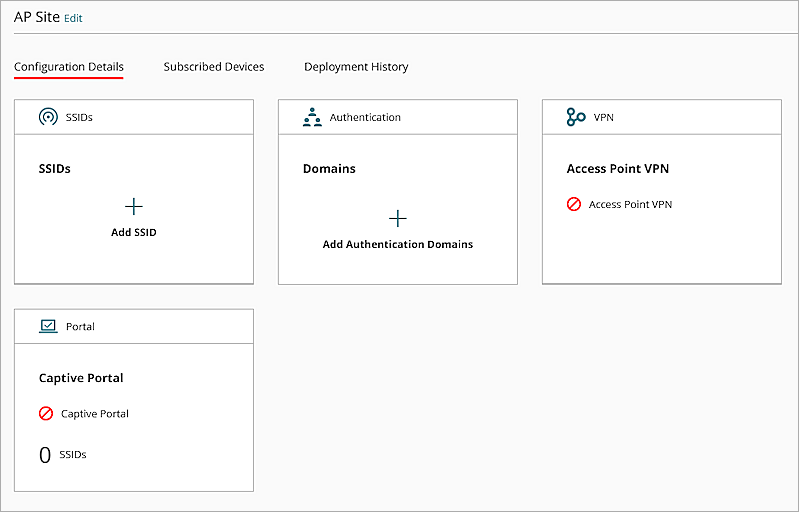 AP Site Edit
Configuration Details Subscribed Devices Deployment History
SSIDs
SSIDs
Add SSID
Authentication
Domains
Add Authentication Domains
VPN
Access Point VPN
Access Point VPN
Portal
Captive Portal
Captive Portal
0 SSIDs